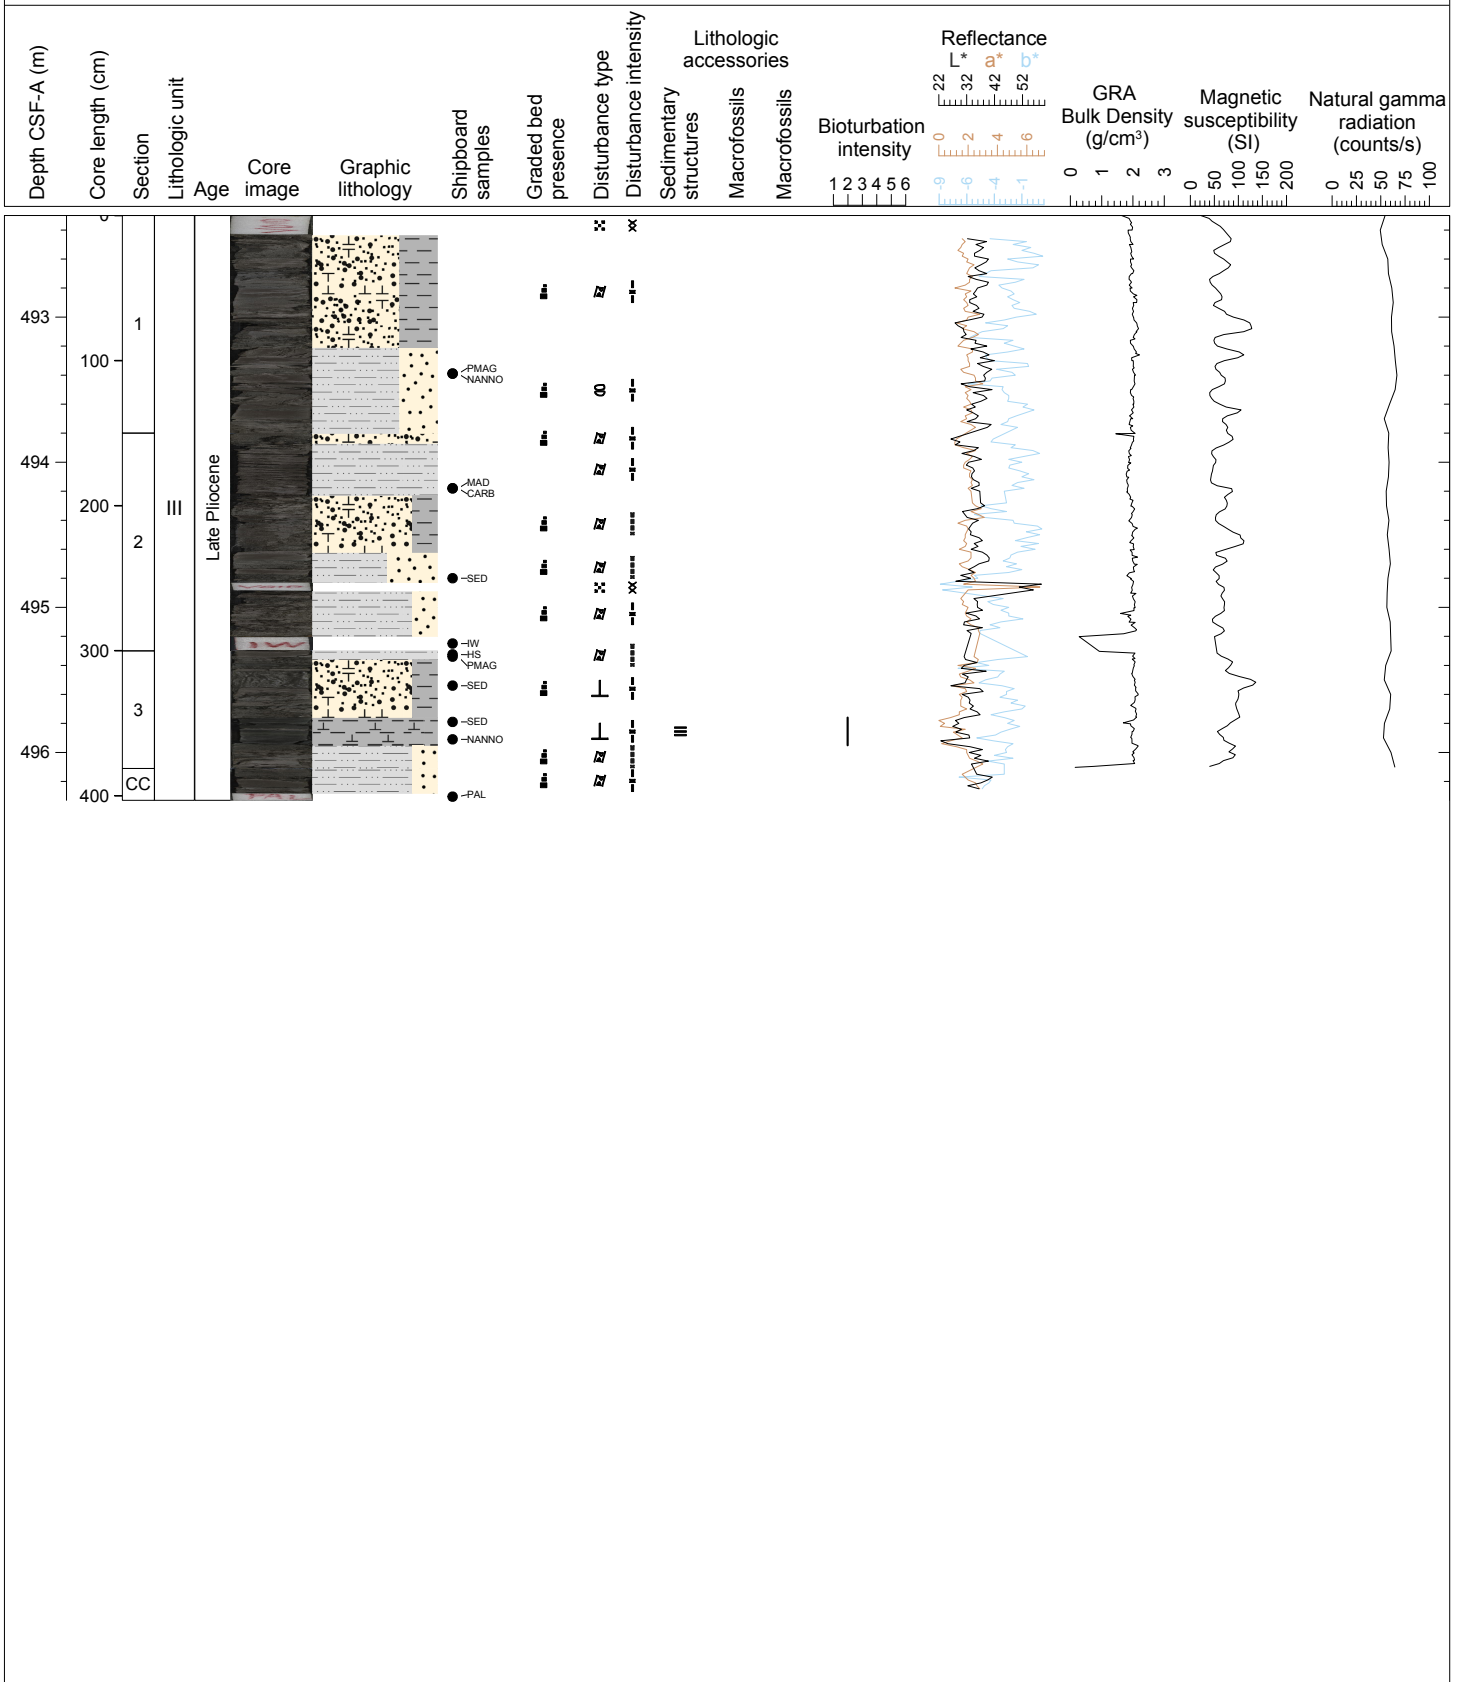 Depth CSF-A (m)
Core length (cm)
Section
Lithologic unit
Age
Core
image
Graphic
lithology
Shipboard
samples
Graded bed
presence
Disturbance type
Disturbance intensity
Lithologic
accessories
Sedimentary
structures
Macrofossils
Macrofossils
Bioturbation
intensity
1 2 3 4 5 6
Reflectance
L* a* b*
22 32 42 52
0 2 4 6
-9 -6 -4 -1
GRA
Bulk Density
(g/cm³)
0 1 2 3
Magnetic
susceptibility
(SI)
0 50 100 150 200
Natural gamma
radiation
(counts/s)
0 25 50 75 100
0
493
1
100
PMAG
NANNO
494
MAD
CARB
200
III
Late Pliocene
2
SED
495
IW
300
HS
PMAG
SED
3
SED
NANNO
496
CC
400
PAL